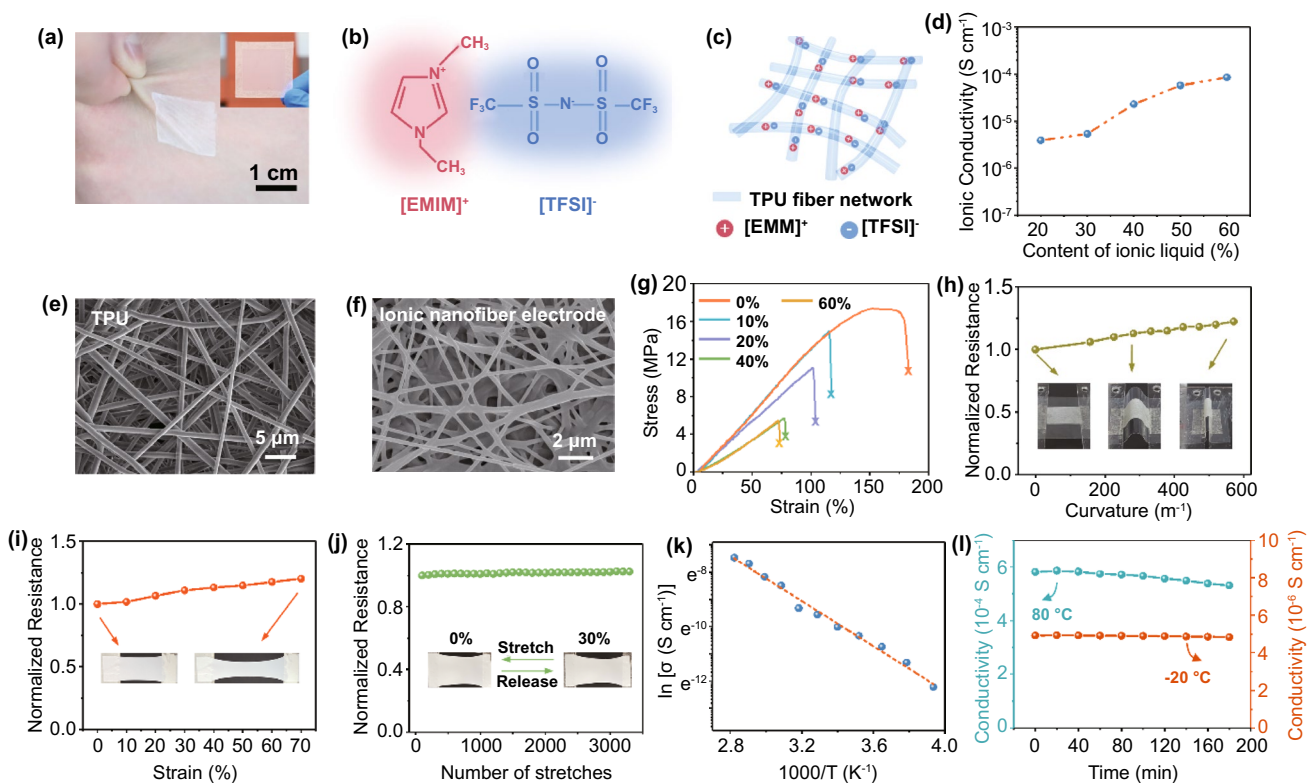 (a)
1 cm
(b)
CH₃
N⁺
O O
F₃C S N S CF₃
O O
N
CH₃
[EMIM]⁺ [TFSI]⁻
(c)
TPU fiber network
+ [EMM]⁺ - [TFSI]⁻
(d)
Ionic Conductivity (S cm⁻¹)
10⁻³
10⁻⁴
10⁻⁵
10⁻⁶
10⁻⁷
20 30 40 50 60
Content of ionic liquid (%)
(e)
TPU
5 µm
(f)
Ionic nanofiber electrode
2 µm
(g)
Stress (MPa)
20
16
12
8
4
0
0% 60%
10%
20%
40%
50 100 150 200
Strain (%)
(h)
Normalized Resistance
1.5
1.0
0.5
0.0
0 200 400 600
Curvature (m⁻¹)
(i)
Normalized Resistance
1.5
1.0
0.5
0.0
0 10 20 30 40 50 60 70
Strain (%)
(j)
Normalized Resistance
1.2
0.8
0.4
0.0
0% Stretch 30%
Release
0 1000 2000 3000
Number of stretches
(k)
ln [σ (S cm⁻¹)]
e⁻⁸
e⁻¹⁰
e⁻¹²
2.8 3.2 3.6 4.0
1000/T (K⁻¹)
(l)
Conductivity (10⁻⁴ S cm⁻¹)
6
4
2
0
80 °C
-20 °C
0 40 80 120 160 200
Time (min)
10
8
6
4
2
0
Conductivity (10⁻⁶ S cm⁻¹)